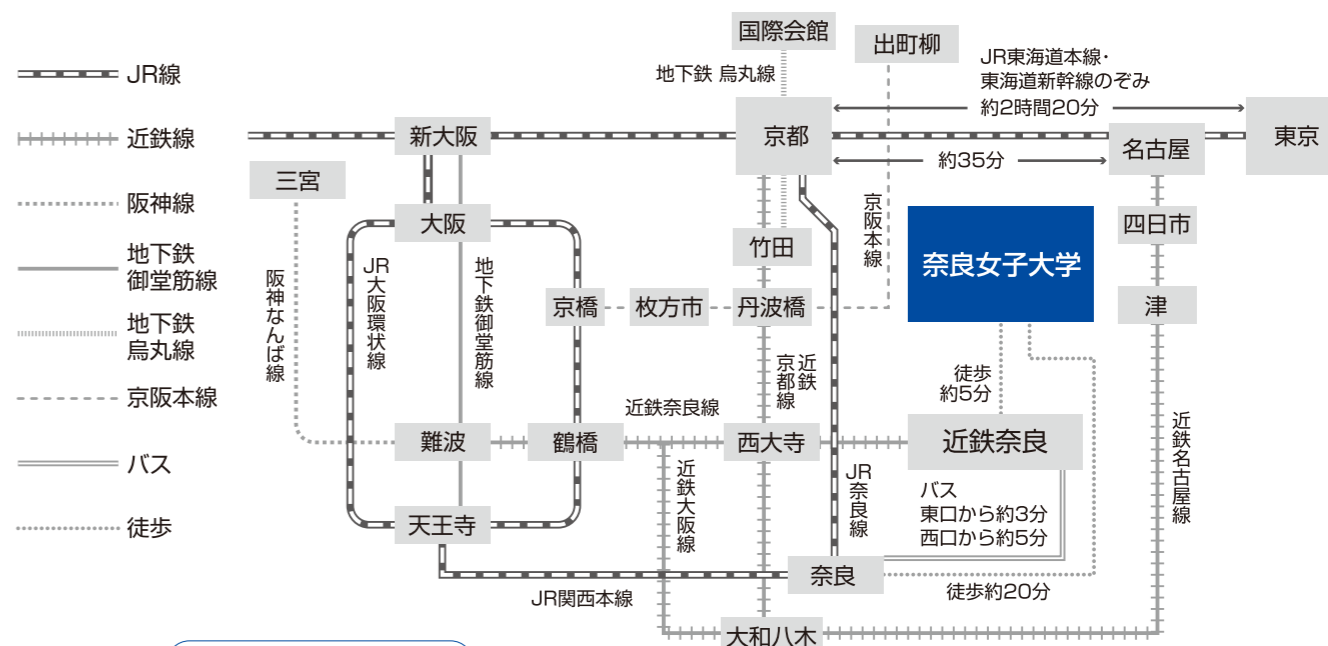 JR線
近鉄線
阪神線
地下鉄
御堂筋線
地下鉄
烏丸線
京阪本線
バス
徒歩
国際会館
出町柳
地下鉄 烏丸線
JR東海道本線・
東海道新幹線のぞみ
約2時間20分
新大阪
京都
名古屋
東京
約35分
三宮
大阪
竹田
京阪本線
奈良女子大学
四日市
阪神なんば線
JR大阪環状線
地下鉄御堂筋線
京橋
枚方市
丹波橋
津
近鉄
京都線
徒歩
約5分
近鉄奈良線
難波
鶴橋
西大寺
近鉄奈良
近鉄大阪線
JR奈良線
近鉄名古屋線
バス
東口から約3分
西口から約5分
天王寺
奈良
JR関西本線
徒歩約20分
大和八木